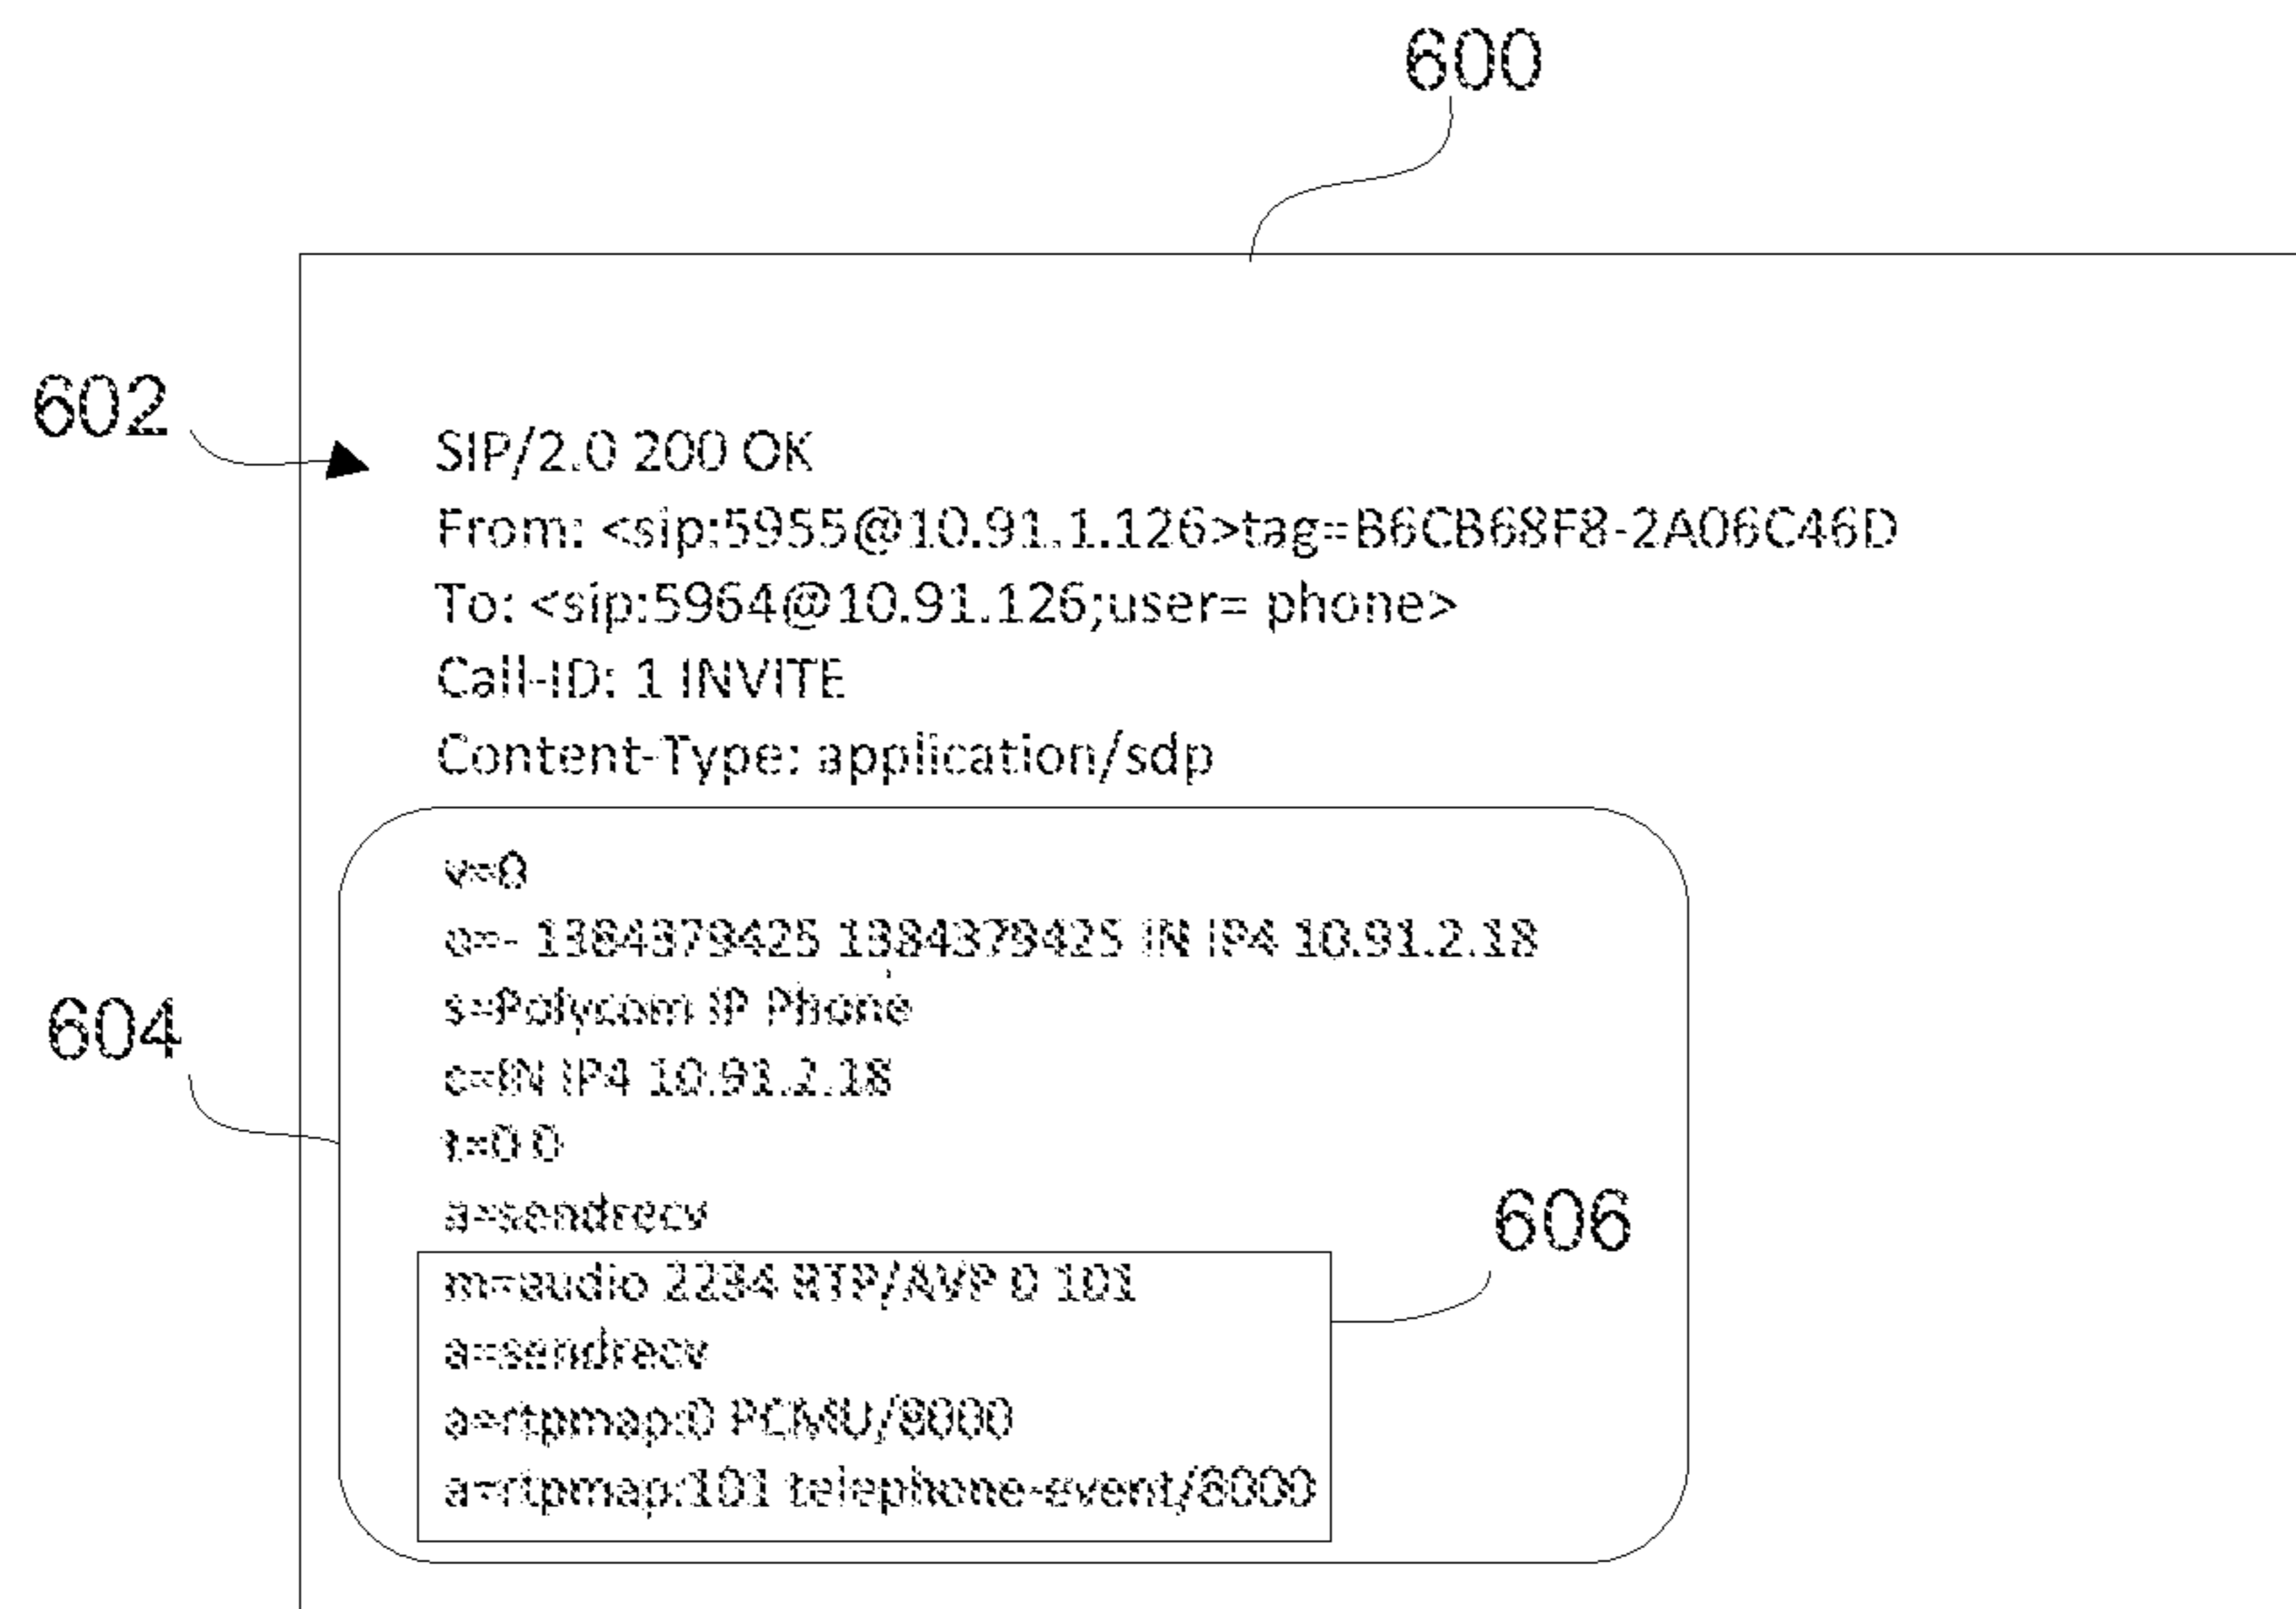 600
602
SIP/2.0 200 OK
From: <sip:5955@10.91.1.126>tag=B6CB68F8-2A06C46D
To: <sip:5964@10.91.126;user= phone>
Call-ID: 1 INVITE
Content-Type: application/sdp
v=0
o=- 1384379425 1384379425 IN IP4 10.91.2.18
s=Polycom IP Phone
604
c=IN IP4 10.91.2.18
t=0 0
a=sendrecv
606
m=audio 2234 RTP/AVP 0 101
a=sendrecv
a=rtpmap:0 PCMU/8000
a=rtpmap:101 telephone-event/8000